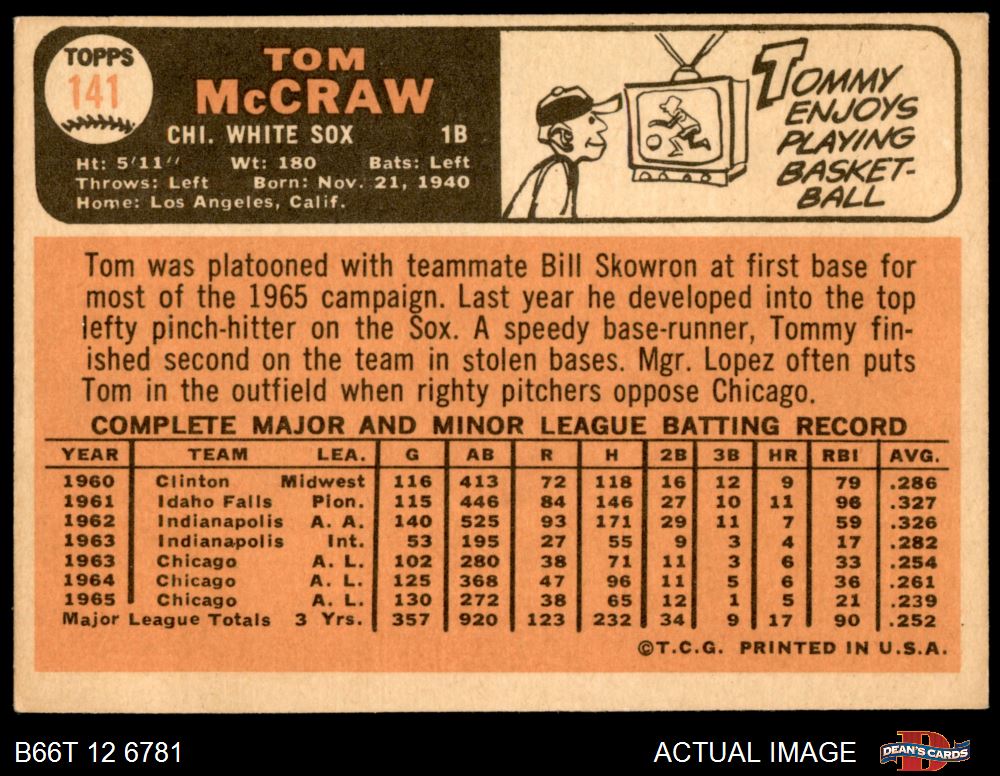 TOPPS
141
TOM
McCRAW
CHI. WHITE SOX 1B
Ht: 5'11" Wt: 180 Bats: Left
Throws: Left Born: Nov. 21, 1940
Home: Los Angeles, Calif.
TOMMY
ENJOYS
PLAYING
BASKET-
BALL
Tom was platooned with teammate Bill Skowron at first base for
most of the 1965 campaign. Last year he developed into the top
lefty pinch-hitter on the Sox. A speedy base-runner, Tommy fin-
ished second on the team in stolen bases. Mgr. Lopez often puts
Tom in the outfield when righty pitchers oppose Chicago.
COMPLETE MAJOR AND MINOR LEAGUE BATTING RECORD
YEAR TEAM LEA. G AB R H 2B 3B HR RBI AVG.
1960 Clinton Midwest 116 413 72 118 16 12 9 79 .286
1961 Idaho Falls Pion. 115 446 84 146 27 10 11 96 .327
1962 Indianapolis A. A. 140 525 93 171 29 11 7 59 .326
1963 Indianapolis Int. 53 195 27 55 9 3 4 17 .282
1963 Chicago A. L. 102 280 38 71 11 3 6 33 .254
1964 Chicago A. L. 125 368 47 96 11 5 6 36 .261
1965 Chicago A. L. 130 272 38 65 12 1 5 21 .239
Major League Totals 3 Yrs. 357 920 123 232 34 9 17 90 .252
©T.C.G. PRINTED IN U.S.A.
B66T 12 6781 ACTUAL IMAGE DEAN'S CARDS